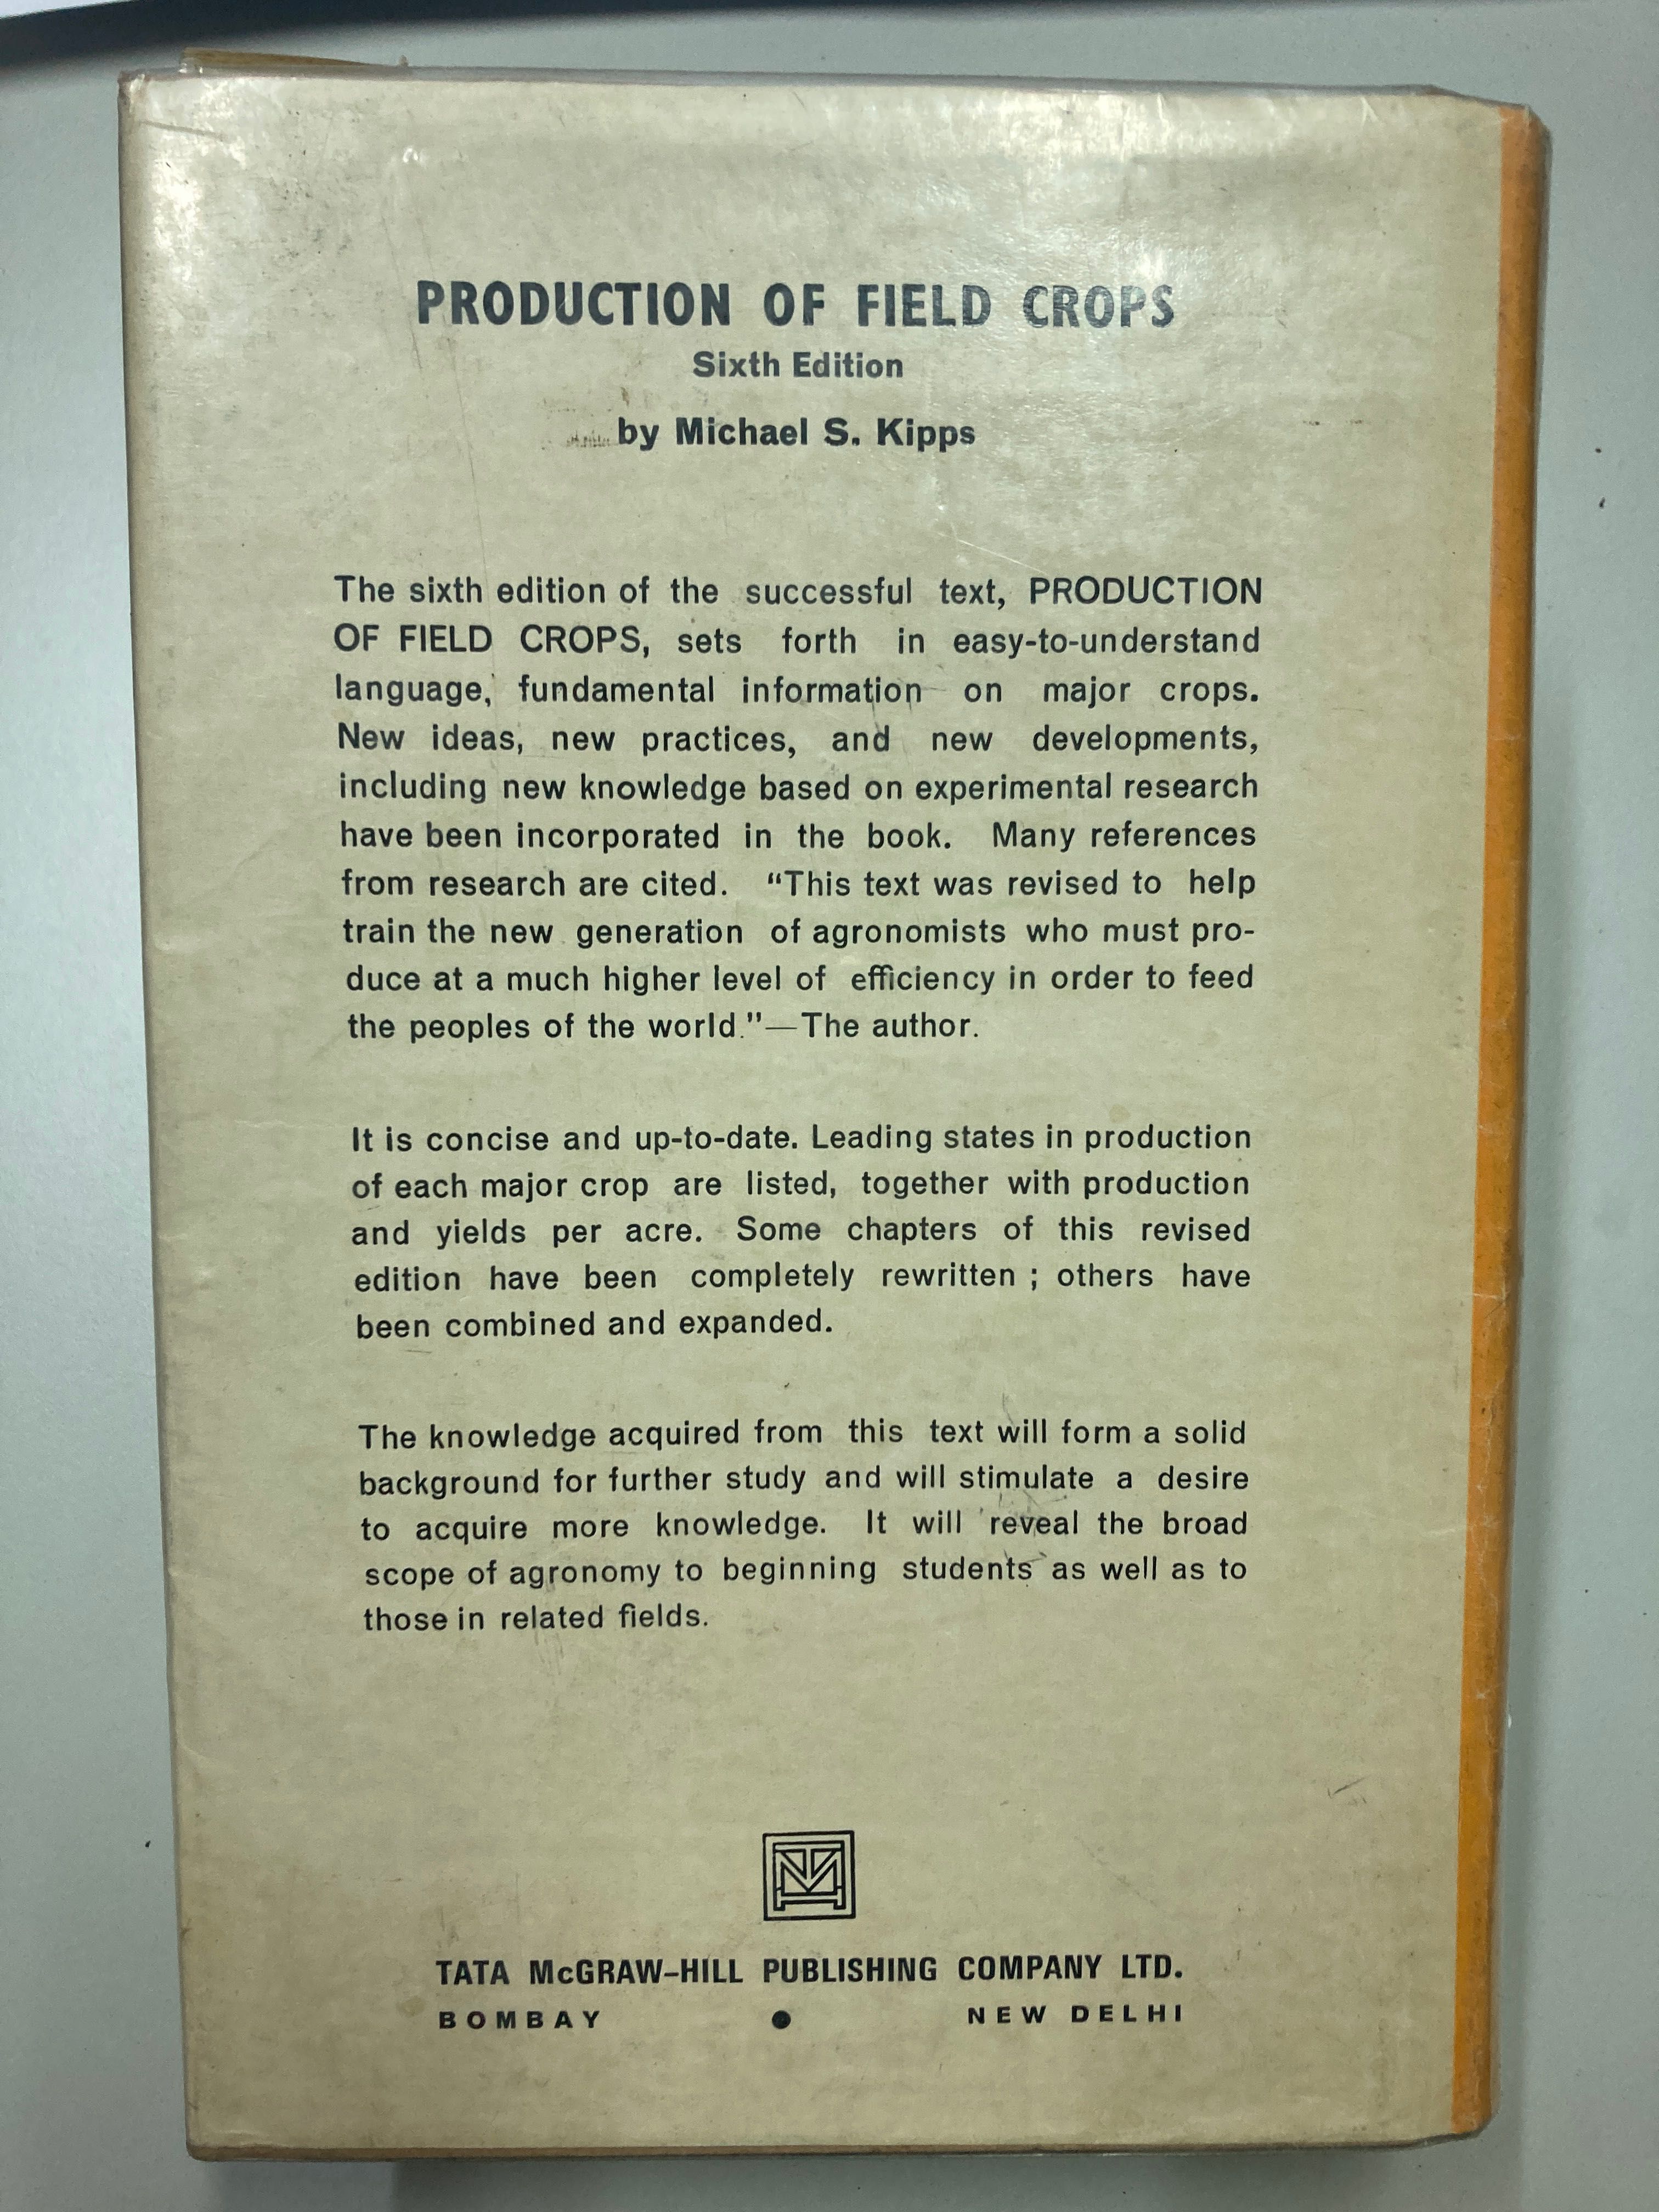 PRODUCTION OF FIELD CROPS
Sixth Edition
by Michael S. Kipps
The sixth edition of the successful text, PRODUCTION
OF FIELD CROPS, sets forth in easy-to-understand
language, fundamental information on major crops.
New ideas, new practices, and new developments,
including new knowledge based on experimental research
have been incorporated in the book. Many references
from research are cited. "This text was revised to help
train the new generation of agronomists who must pro-
duce at a much higher level of efficiency in order to feed
the peoples of the world."—The author.
It is concise and up-to-date. Leading states in production
of each major crop are listed, together with production
and yields per acre. Some chapters of this revised
edition have been completely rewritten ; others have
been combined and expanded.
The knowledge acquired from this text will form a solid
background for further study and will stimulate a desire
to acquire more knowledge. It will reveal the broad
scope of agronomy to beginning students as well as to
those in related fields.
TATA McGRAW-HILL PUBLISHING COMPANY LTD.
BOMBAY ● NEW DELHI